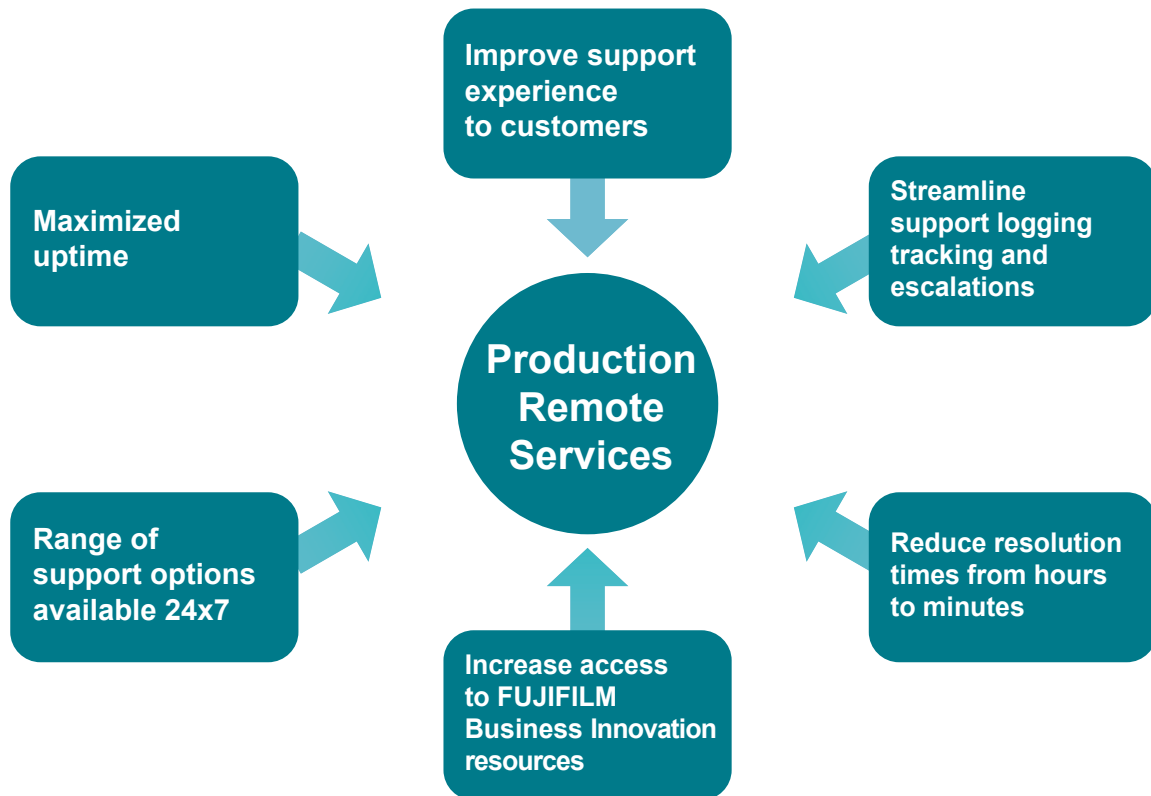 Improve support
experience
to customers
Maximized
uptime
Streamline
support logging
tracking and
escalations
Production
Remote
Services
Range of
support options
available 24x7
Reduce resolution
times from hours
to minutes
Increase access
to FUJIFILM
Business Innovation
resources